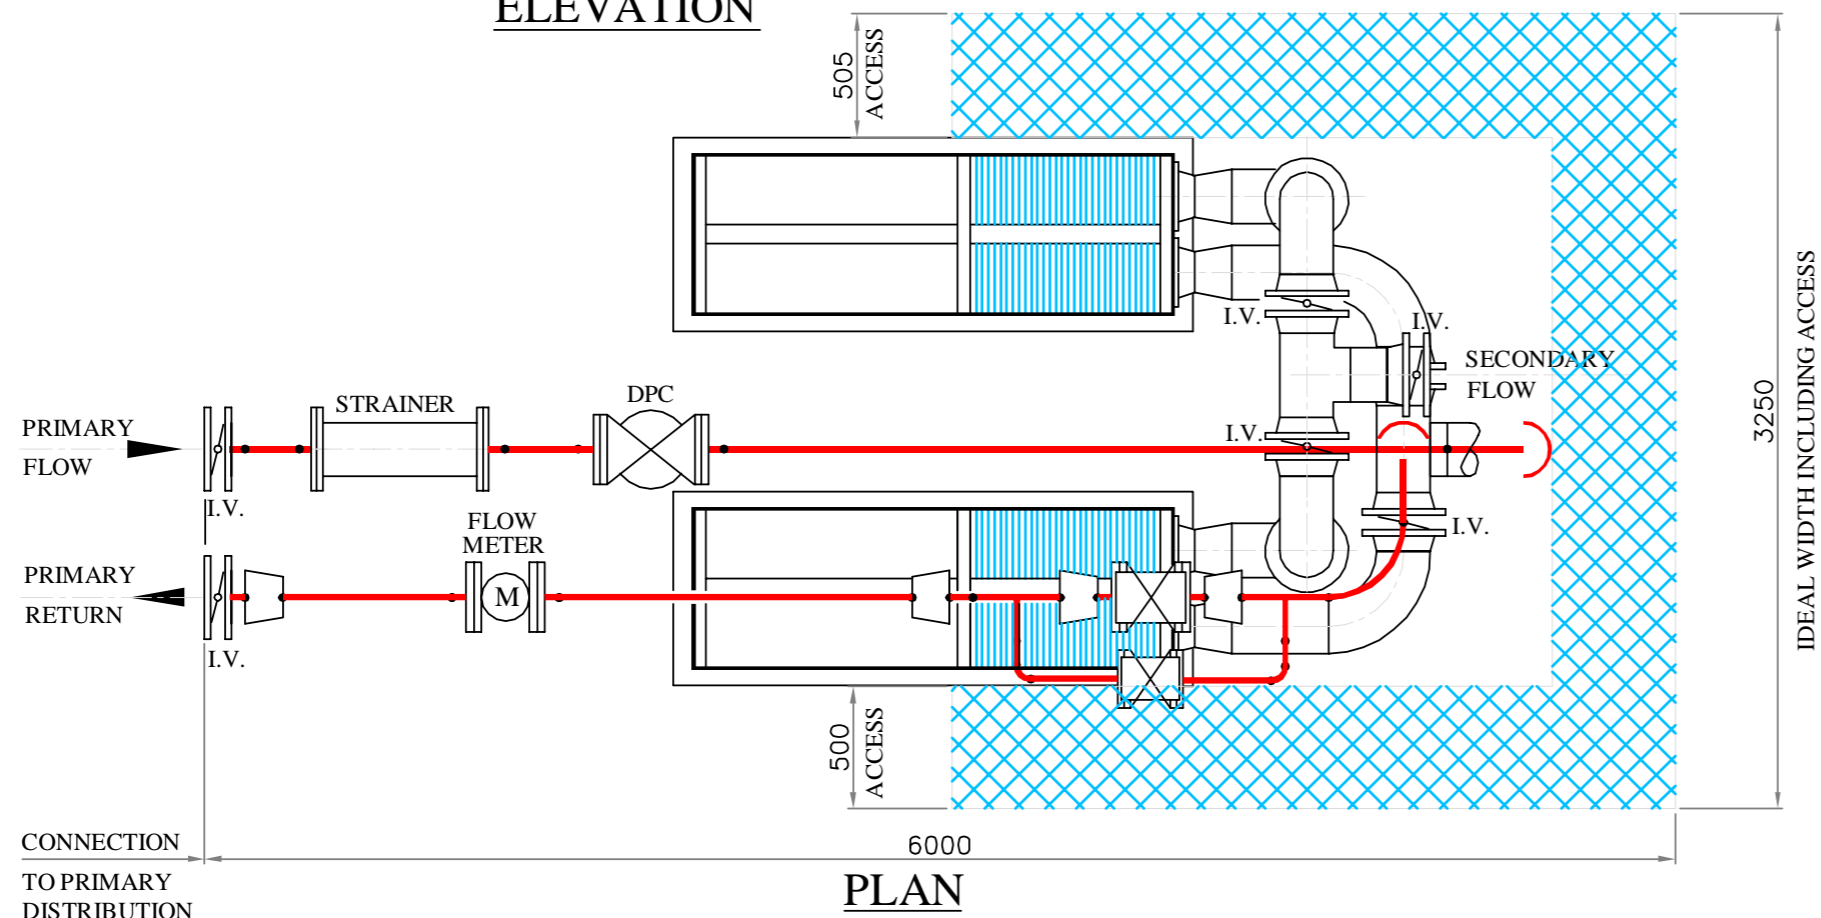 ELEVATION
505
ACCESS
I.V.
I.V.
SECONDARY
FLOW
DPC
STRAINER
PRIMARY
FLOW
I.V.
I.V.
FLOW
METER
I.V.
PRIMARY
RETURN
M
I.V.
3250
IDEAL WIDTH INCLUDING ACCESS
500
ACCESS
CONNECTION
TO PRIMARY
DISTRIBUTION
6000
PLAN